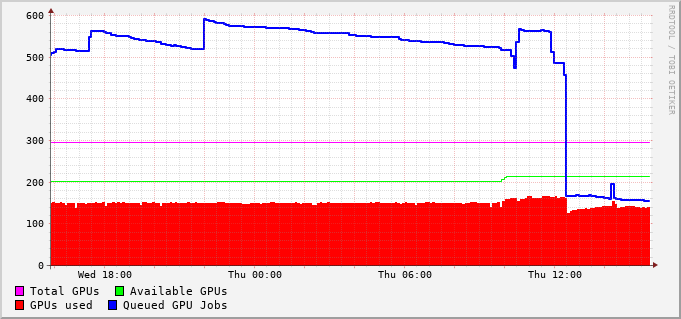 600
500
400
300
200
100
0
Wed 18:00 Thu 00:00 Thu 06:00 Thu 12:00
Total GPUs Available GPUs
GPUs used Queued GPU Jobs
RRDTOOL / TOBI OETIKER